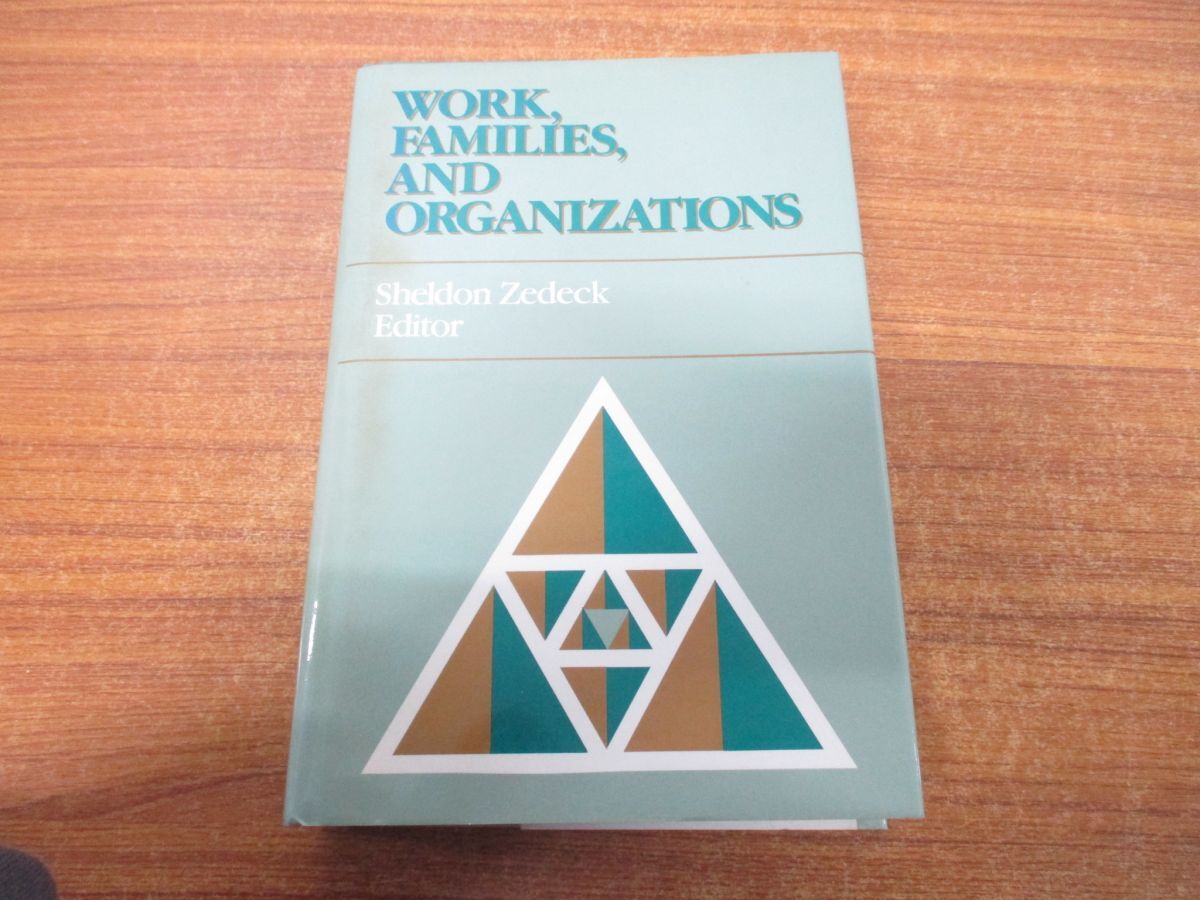 WORK,
FAMILIES,
AND
ORGANIZATIONS
Sheldon Zedeck
Editor